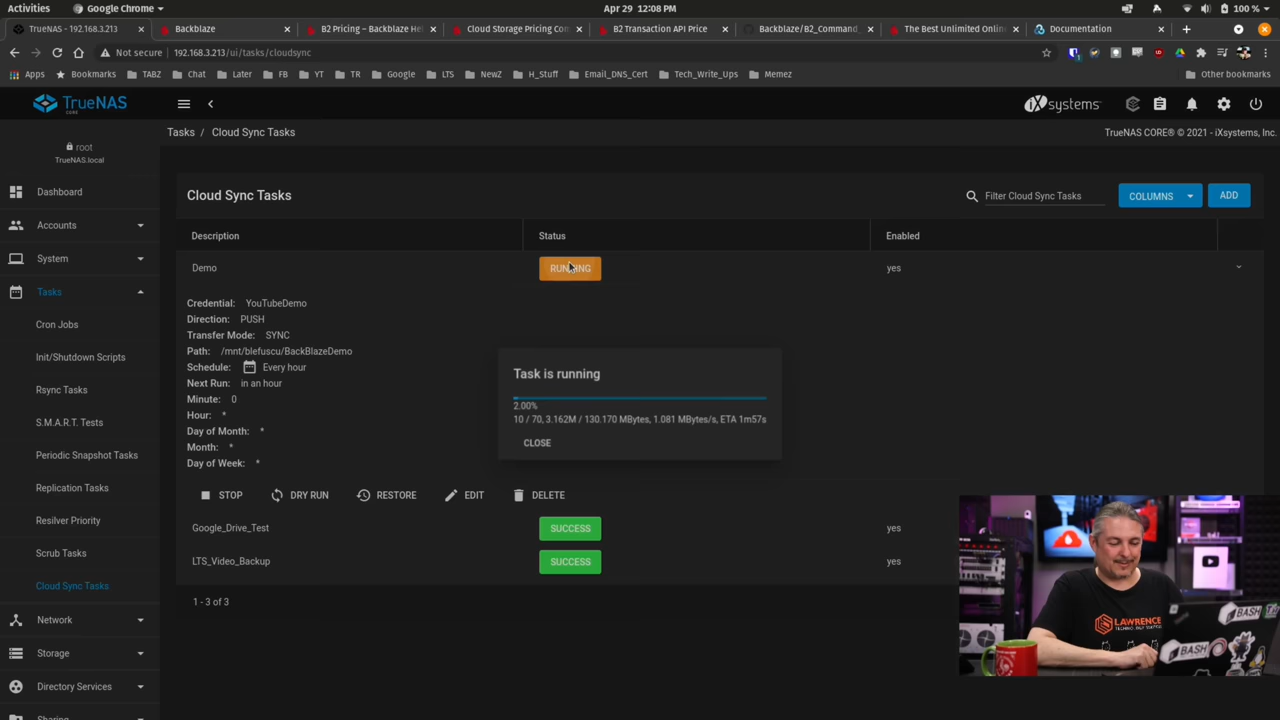 Activities
Google Chrome
Apr 29 12:08 PM
100 %
TrueNAS - 192.168.3.213
Backblaze
B2 Pricing – Backblaze He
Cloud Storage Pricing Co
B2 Transaction API Price
Backblaze/B2_Command_
The Best Unlimited Onlin
Documentation
Not secure
192.168.3.213/ui/tasks/cloudsync
Apps
Bookmarks
TABZ
Chat
Later
FB
YT
TR
Google
LTS
NewZ
H_Stuff
Email_DNS_Cert
Tech_Write_Ups
Memez
Other bookmarks
TrueNAS
CORE
iXsystems
Tasks / Cloud Sync Tasks
TrueNAS CORE® © 2021 - iXsystems, Inc.
root
TrueNAS.local
Dashboard
Accounts
System
Tasks
Cron Jobs
Init/Shutdown Scripts
Rsync Tasks
S.M.A.R.T. Tests
Periodic Snapshot Tasks
Replication Tasks
Resilver Priority
Scrub Tasks
Cloud Sync Tasks
Network
Storage
Directory Services
Sharing
Cloud Sync Tasks
Filter Cloud Sync Tasks
COLUMNS
ADD
Description
Status
Enabled
Demo
RUNNING
yes
Credential: YouTubeDemo
Direction: PUSH
Transfer Mode: SYNC
Path: /mnt/blefuscu/BackBlazeDemo
Schedule: Every hour
Next Run: in an hour
Minute: 0
Hour: *
Day of Month: *
Month: *
Day of Week: *
Task is running
2.00%
10 / 70, 3.162M / 130.170 MBytes, 1.081 MBytes/s, ETA 1m57s
CLOSE
STOP
DRY RUN
RESTORE
EDIT
DELETE
Google_Drive_Test
SUCCESS
yes
LTS_Video_Backup
SUCCESS
yes
1 - 3 of 3
LAWRENCE
BASH
BASH